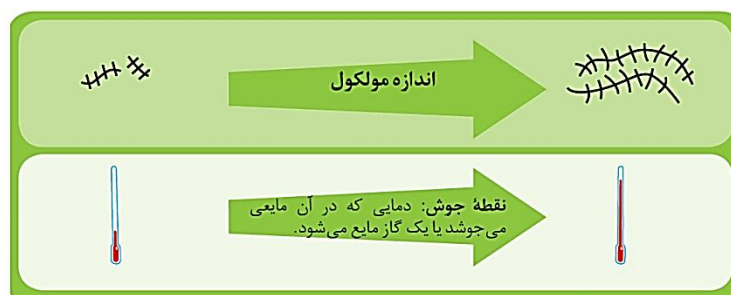 اندازه مولکول
نقطهٔ جوش: دمایی که در آن مایعی
می‌جوشد یا یک گاز مایع می‌شود.